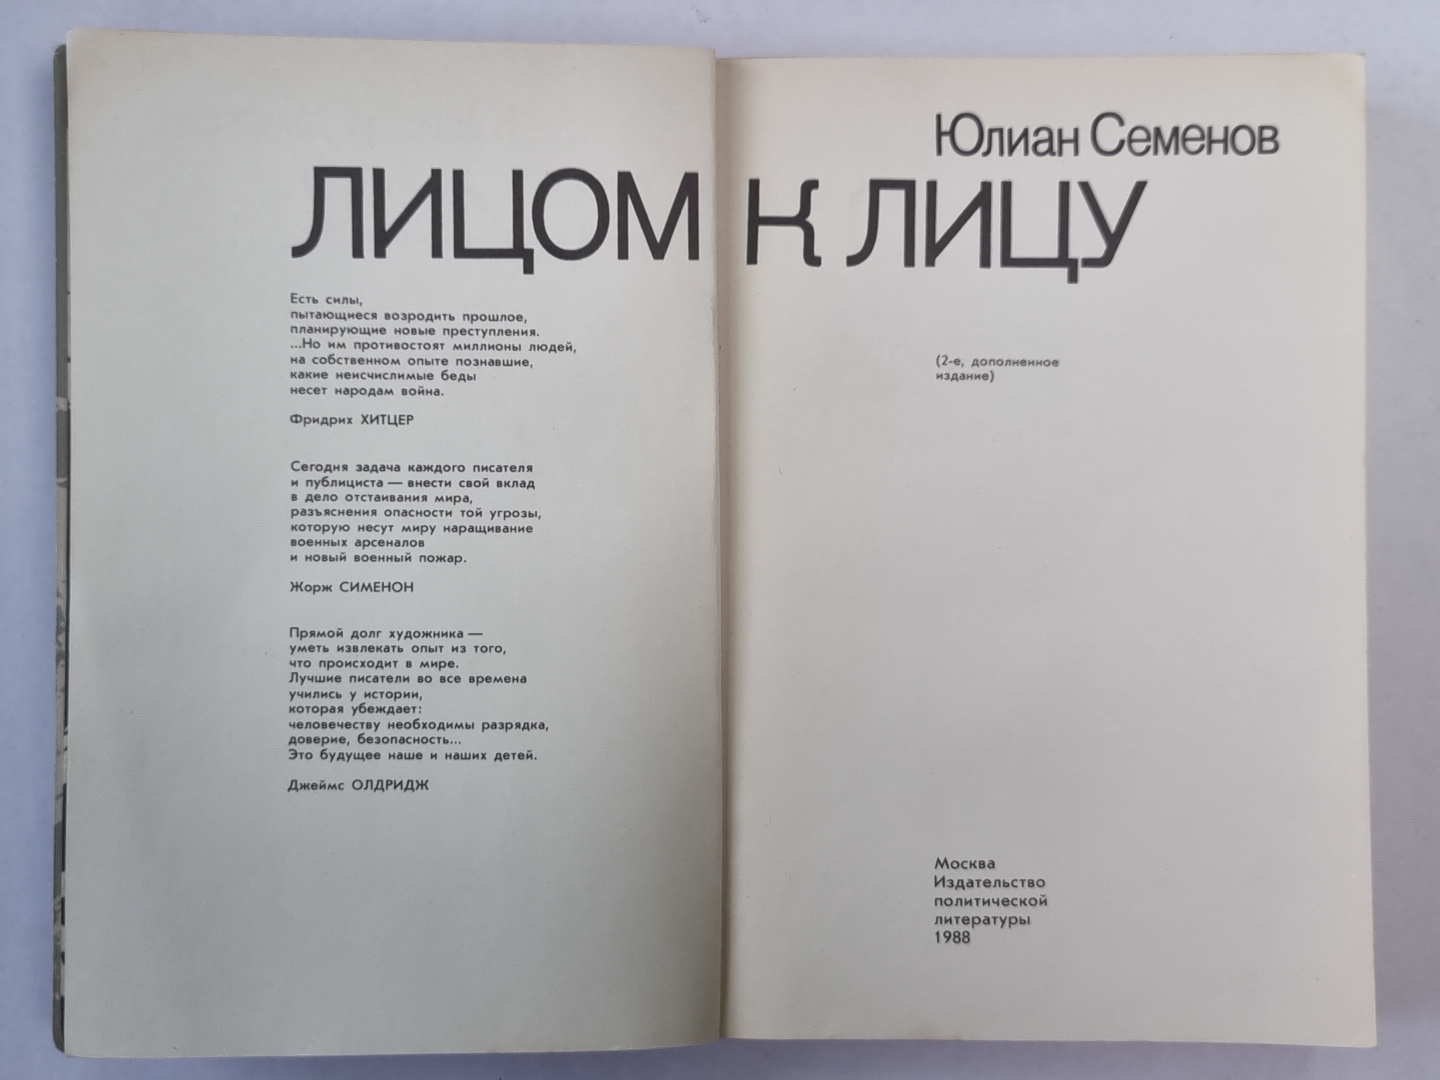 Юлиан Семенов
ЛИЦОМ К ЛИЦУ
Есть силы,
пытающиеся возродить прошлое,
планирующие новые преступления.
...Но им противостоят миллионы людей,
на собственном опыте познавшие,
какие неисчислимые беды
несет народам война.
Фридрих ХИТЦЕР
Сегодня задача каждого писателя
и публициста — внести свой вклад
в дело отстаивания мира,
разъяснения опасности той угрозы,
которую несут миру наращивание
военных арсеналов
и новый военный пожар.
Жорж СИМЕНОН
Прямой долг художника —
уметь извлекать опыт из того,
что происходит в мире.
Лучшие писатели во все времена
учились у истории,
которая убеждает:
человечеству необходимы разрядка,
доверие, безопасность...
Это будущее наше и наших детей.
Джеймс ОЛДРИДЖ
(2-е, дополненное
издание)
Москва
Издательство
политической
литературы
1988